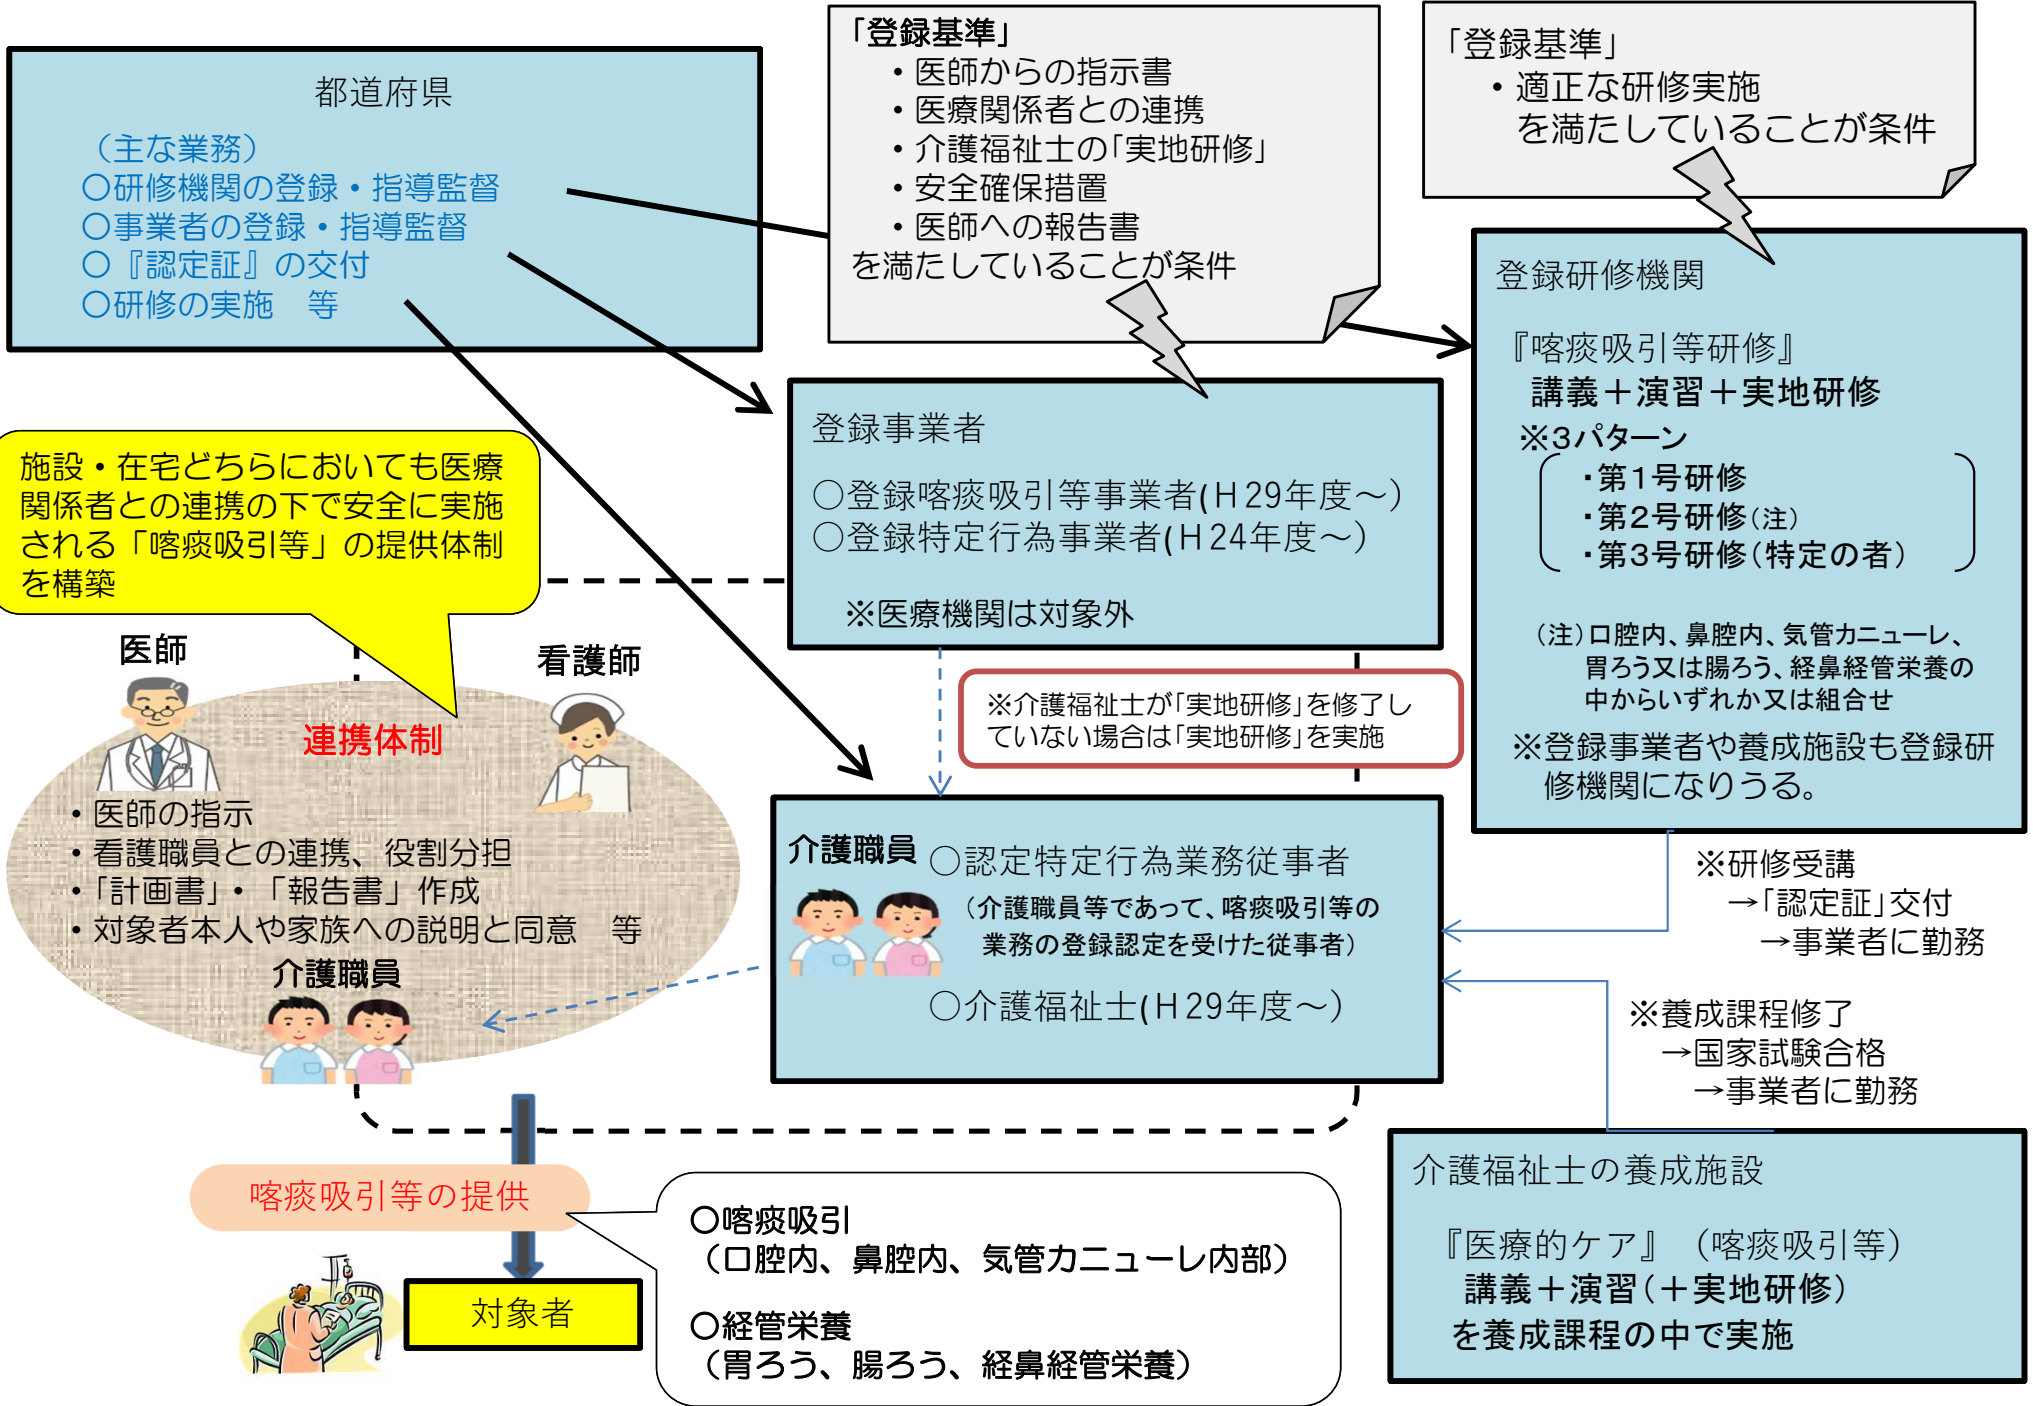 都道府県
（主な業務）
○研修機関の登録・指導監督
○事業者の登録・指導監督
○『認定証』の交付
○研修の実施　等
「登録基準」
・医師からの指示書
・医療関係者との連携
・介護福祉士の「実地研修」
・安全確保措置
・医師への報告書
を満たしていることが条件
「登録基準」
・適正な研修実施
を満たしていることが条件
登録研修機関
『喀痰吸引等研修』
講義＋演習＋実地研修
※３パターン
・第１号研修
・第２号研修（注）
・第３号研修（特定の者）
（注）口腔内、鼻腔内、気管カニューレ、
胃ろう又は腸ろう、経鼻経管栄養の
中からいずれか又は組合せ
※登録事業者や養成施設も登録研
修機関になりうる。
登録事業者
○登録喀痰吸引等事業者(Ｈ29年度～）
○登録特定行為事業者(Ｈ24年度～）
※医療機関は対象外
施設・在宅どちらにおいても医療
関係者との連携の下で安全に実施
される「喀痰吸引等」の提供体制
を構築
医師
看護師
連携体制
・医師の指示
・看護職員との連携、役割分担
・「計画書」・「報告書」作成
・対象者本人や家族への説明と同意　等
介護職員
※介護福祉士が「実地研修」を修了し
ていない場合は「実地研修」を実施
介護職員
○認定特定行為業務従事者
（介護職員等であって、喀痰吸引等の
業務の登録認定を受けた従事者）
○介護福祉士(Ｈ29年度～）
※研修受講
→「認定証」交付
→事業者に勤務
※養成課程修了
→国家試験合格
→事業者に勤務
介護福祉士の養成施設
『医療的ケア』（喀痰吸引等）
講義＋演習（＋実地研修）
を養成課程の中で実施
喀痰吸引等の提供
対象者
○喀痰吸引
（口腔内、鼻腔内、気管カニューレ内部）
○経管栄養
（胃ろう、腸ろう、経鼻経管栄養）